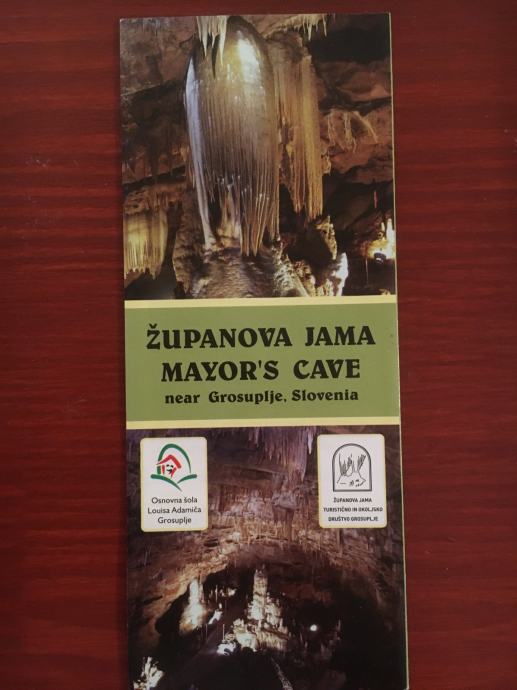 ŽUPANOVA JAMA
MAYOR'S CAVE
near Grosuplje, Slovenia
Osnovna šola
Louisa Adamiča
Grosuplje
ŽUPANOVA JAMA
TURISTIČNO IN OKOLJSKO
DRUŠTVO GROSUPLJE